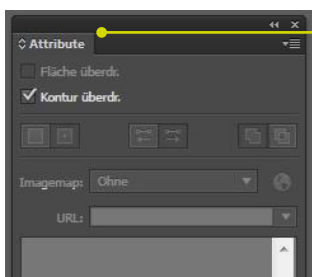 Attribute
Fläche überdr.
Kontur überdr.
Imagemap: Ohne
URL: